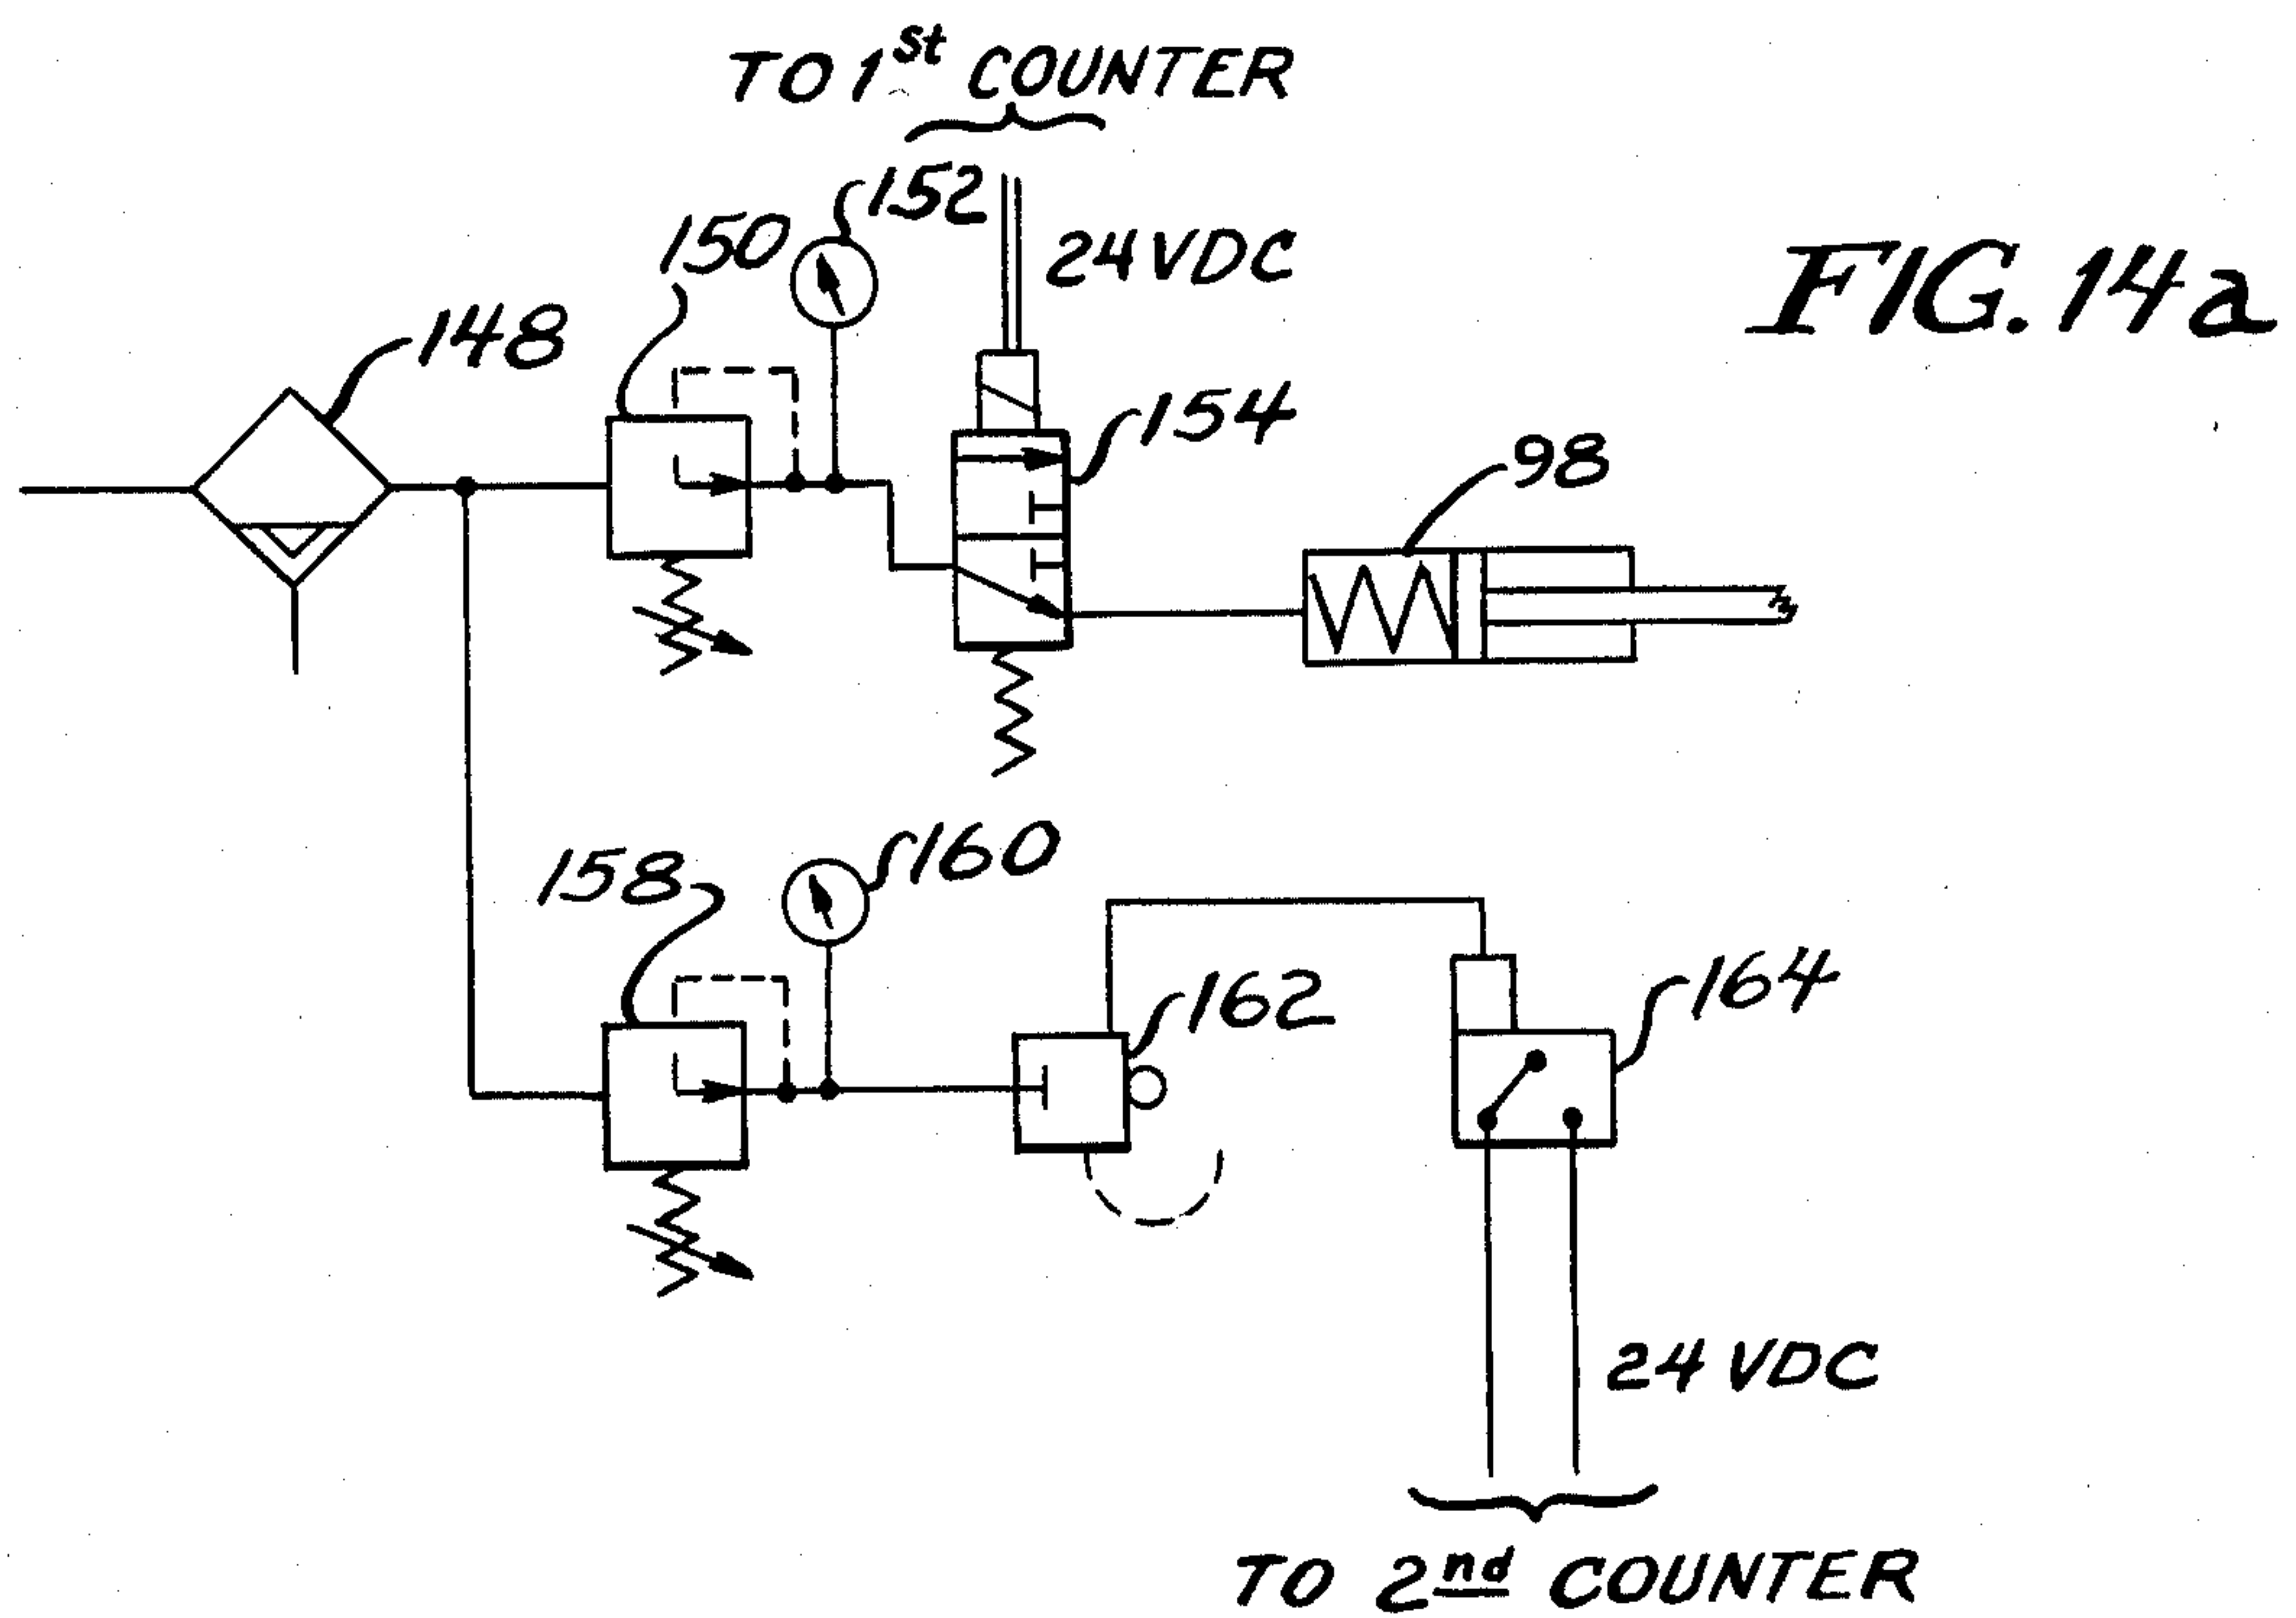 TO 1st COUNTER
152
150
24VDC
FIG. 14a
148
154
98
158
160
162
164
24 VDC
TO 2nd COUNTER